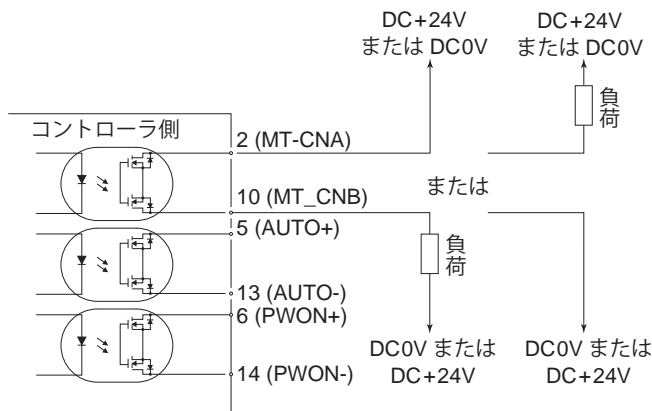 DC+24V
または DC0V
DC+24V
または DC0V
負荷
コントローラ側
2 (MT-CNA)
または
10 (MT_CNB)
5 (AUTO+)
負荷
13 (AUTO-)
6 (PWON+)
14 (PWON-)
DC0V または
DC+24V
DC0V または
DC+24V